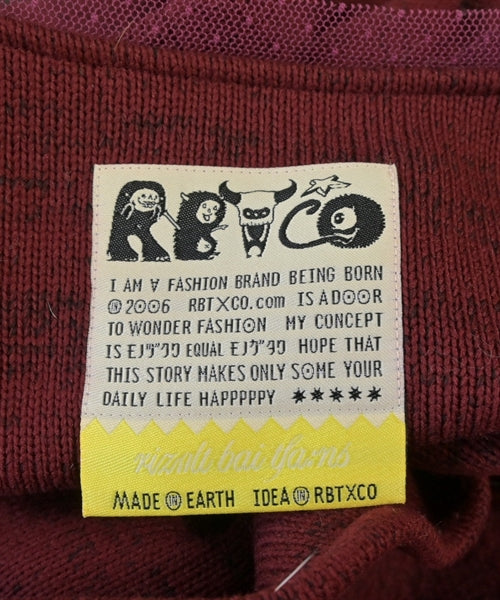 RBTXCO
I AM ∀ FASHION BRAND BEING BORN
IN 2006 RBTXCO.com IS A DOOR
TO WONDER FASHION MY CONCEPT
IS モノヅクリ EQUAL モノガタリ HOPE THAT
THIS STORY MAKES ONLY SOME YOUR
DAILY LIFE HAPPPPPY ✱✱✱✱✱
MADE IN EARTH IDEA IN RBTXCO